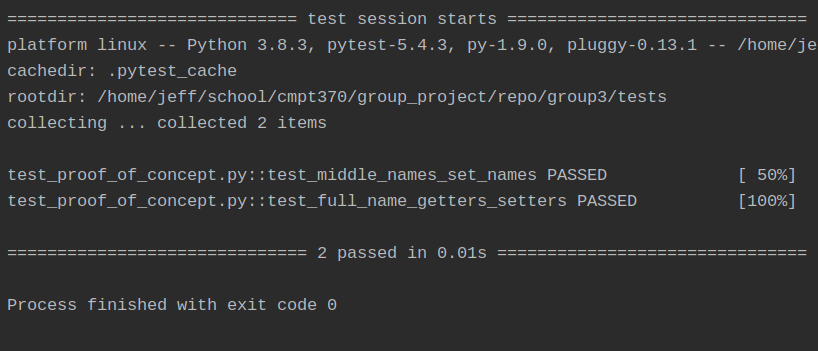 ============================= test session starts ==============================
platform linux -- Python 3.8.3, pytest-5.4.3, py-1.9.0, pluggy-0.13.1 -- /home/je
cachedir: .pytest_cache
rootdir: /home/jeff/school/cmpt370/group_project/repo/group3/tests
collecting ... collected 2 items
test_proof_of_concept.py::test_middle_names_set_names PASSED             [ 50%]
test_proof_of_concept.py::test_full_name_getters_setters PASSED          [100%]
============================== 2 passed in 0.01s ===============================
Process finished with exit code 0